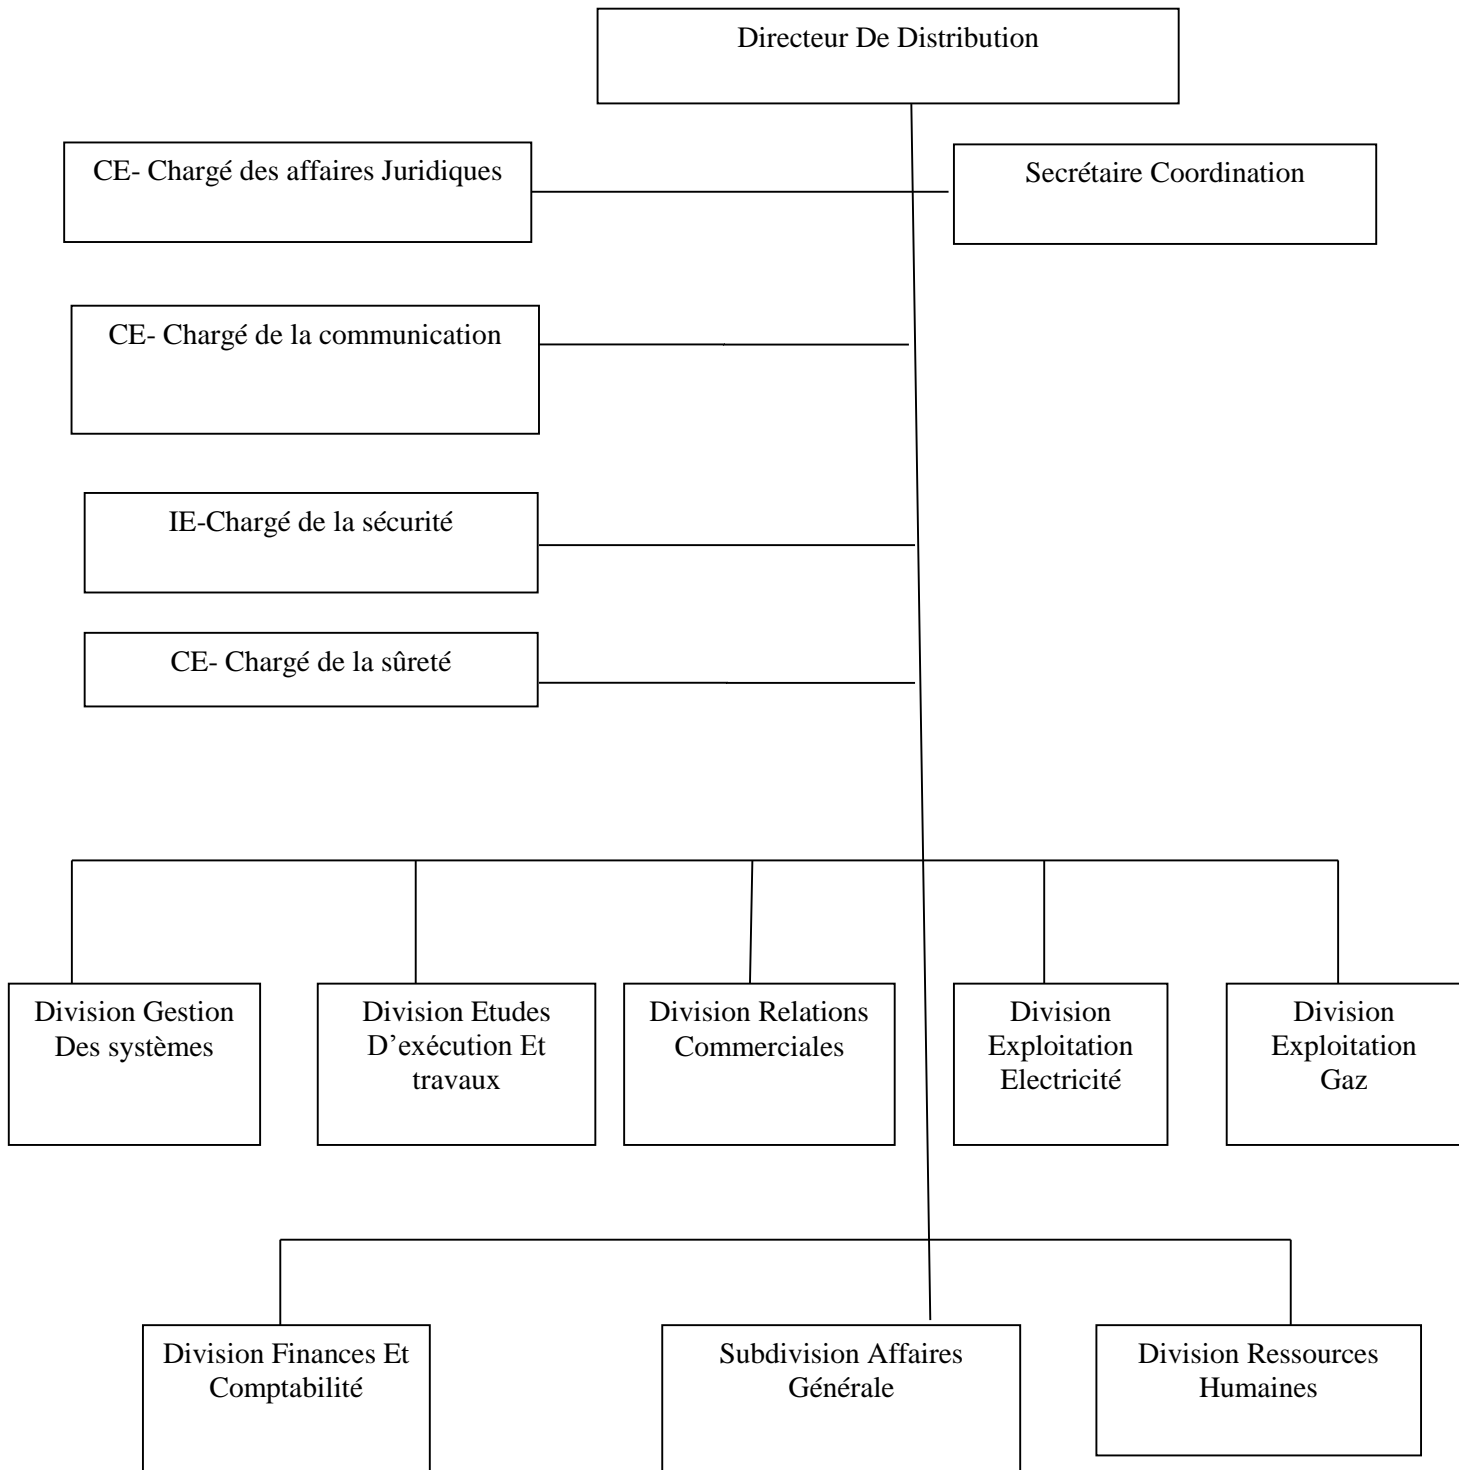 Directeur De Distribution
CE- Chargé des affaires Juridiques
Secrétaire Coordination
CE- Chargé de la communication
IE-Chargé de la sécurité
CE- Chargé de la sûreté
Division Gestion
Des systèmes
Division Etudes
D’exécution Et
travaux
Division Relations
Commerciales
Division
Exploitation
Electricité
Division
Exploitation
Gaz
Division Finances Et
Comptabilité
Subdivision Affaires
Générale
Division Ressources
Humaines